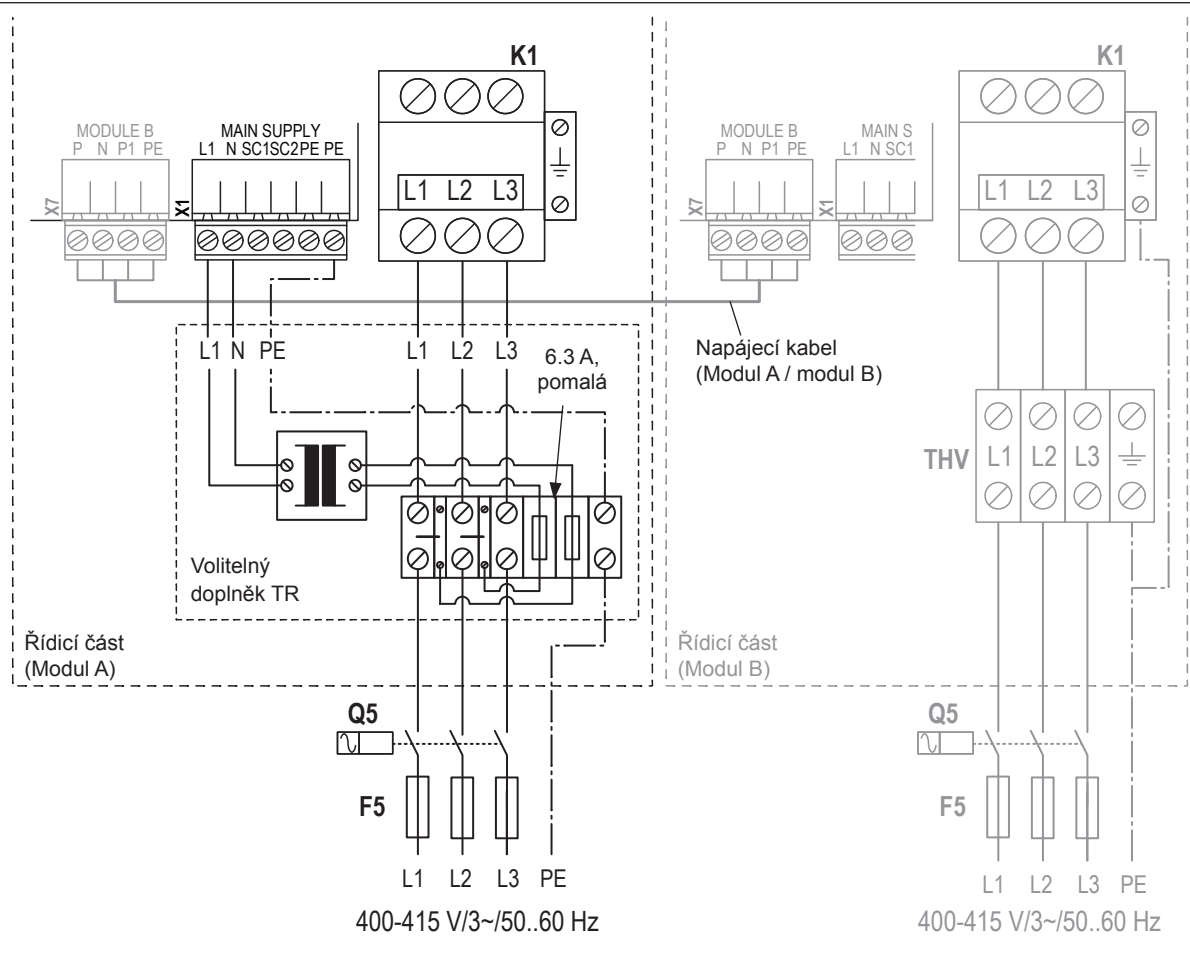 K1
K1
MODULE B
P N P1 PE
MAIN SUPPLY
L1 N SC1SC2PE PE
MODULE B
P N P1 PE
MAIN S
L1 N SC1
L1 L2 L3
L1 L2 L3
X7
X1
X7
X1
L1 N PE
L1 L2 L3
6.3 A,
pomalá
Napájecí kabel
(Modul A / modul B)
THV
L1 L2 L3
Volitelný
doplněk TR
Řídicí část
(Modul A)
Řídicí část
(Modul B)
Q5
Q5
F5
F5
L1 L2 L3 PE
L1 L2 L3 PE
400-415 V/3~/50..60 Hz
400-415 V/3~/50..60 Hz